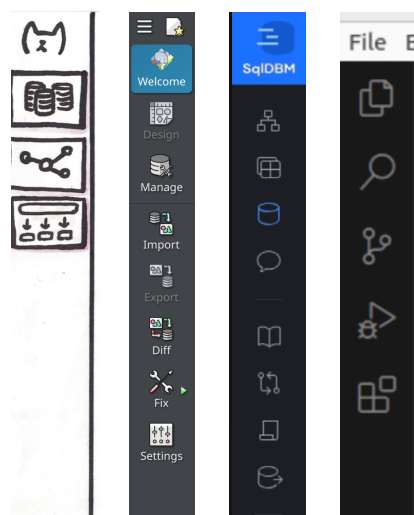 Welcome
Design
Manage
Import
Export
Diff
Fix
Settings
SqlDBM
File E